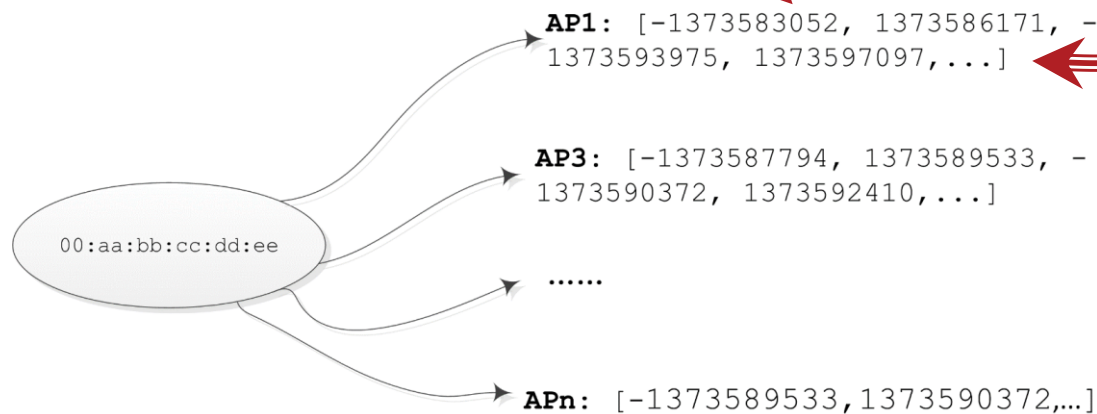 AP1: [-1373583052, 1373586171, -
1373593975, 1373597097,...]
AP3: [-1373587794, 1373589533, -
1373590372, 1373592410,...]
00:aa:bb:cc:dd:ee
......
APn: [-1373589533,1373590372,…]